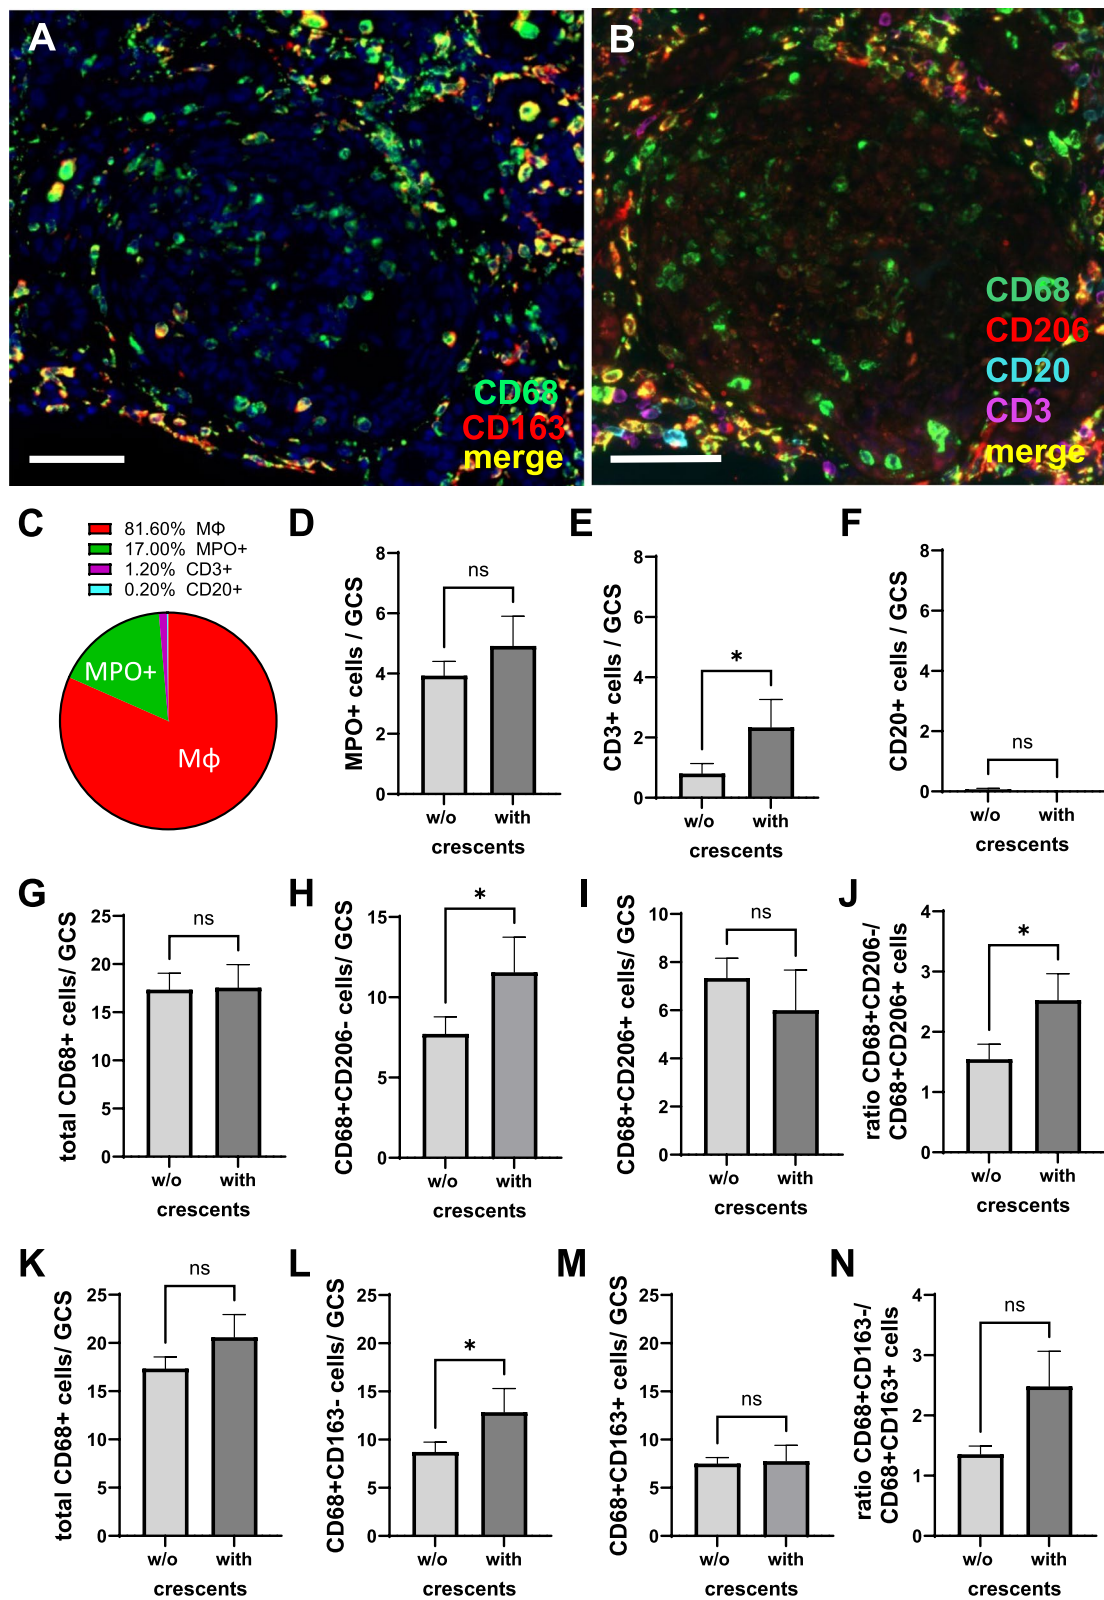 A
CD68
CD163
merge
B
CD68
CD206
CD20
CD3
merge
C
81.60% MΦ
17.00% MPO+
1.20% CD3+
0.20% CD20+
MPO+
Mϕ
D
MPO+ cells / GCS
8
6
4
2
0
ns
w/o with
crescents
E
CD3+ cells / GCS
8
6
4
2
0
*
w/o with
crescents
F
CD20+ cells / GCS
8
6
4
2
0
ns
w/o with
crescents
G
total CD68+ cells/ GCS
25
20
15
10
5
0
ns
w/o with
crescents
H
CD68+CD206- cells/ GCS
15
10
5
0
*
w/o with
crescents
I
CD68+CD206+ cells/ GCS
10
8
6
4
2
0
ns
w/o with
crescents
J
ratio CD68+CD206-/
CD68+CD206+ cells
4
3
2
1
0
*
w/o with
crescents
K
total CD68+ cells/ GCS
25
20
15
10
5
0
ns
w/o with
crescents
L
CD68+CD163- cells/ GCS
25
20
15
10
5
0
*
w/o with
crescents
M
CD68+CD163+ cells/ GCS
25
20
15
10
5
0
ns
w/o with
crescents
N
ratio CD68+CD163-/
CD68+CD163+ cells
4
3
2
1
0
ns
w/o with
crescents